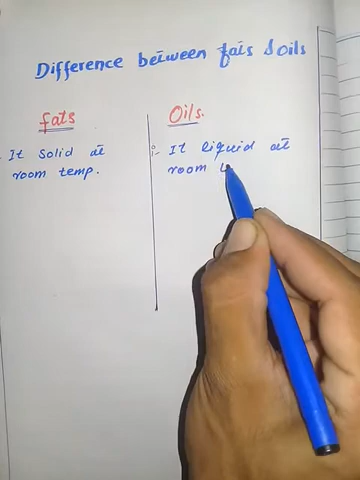 Difference between fats & oils
fats
It solid at
room temp.
Oils.
i- It liquid at
room